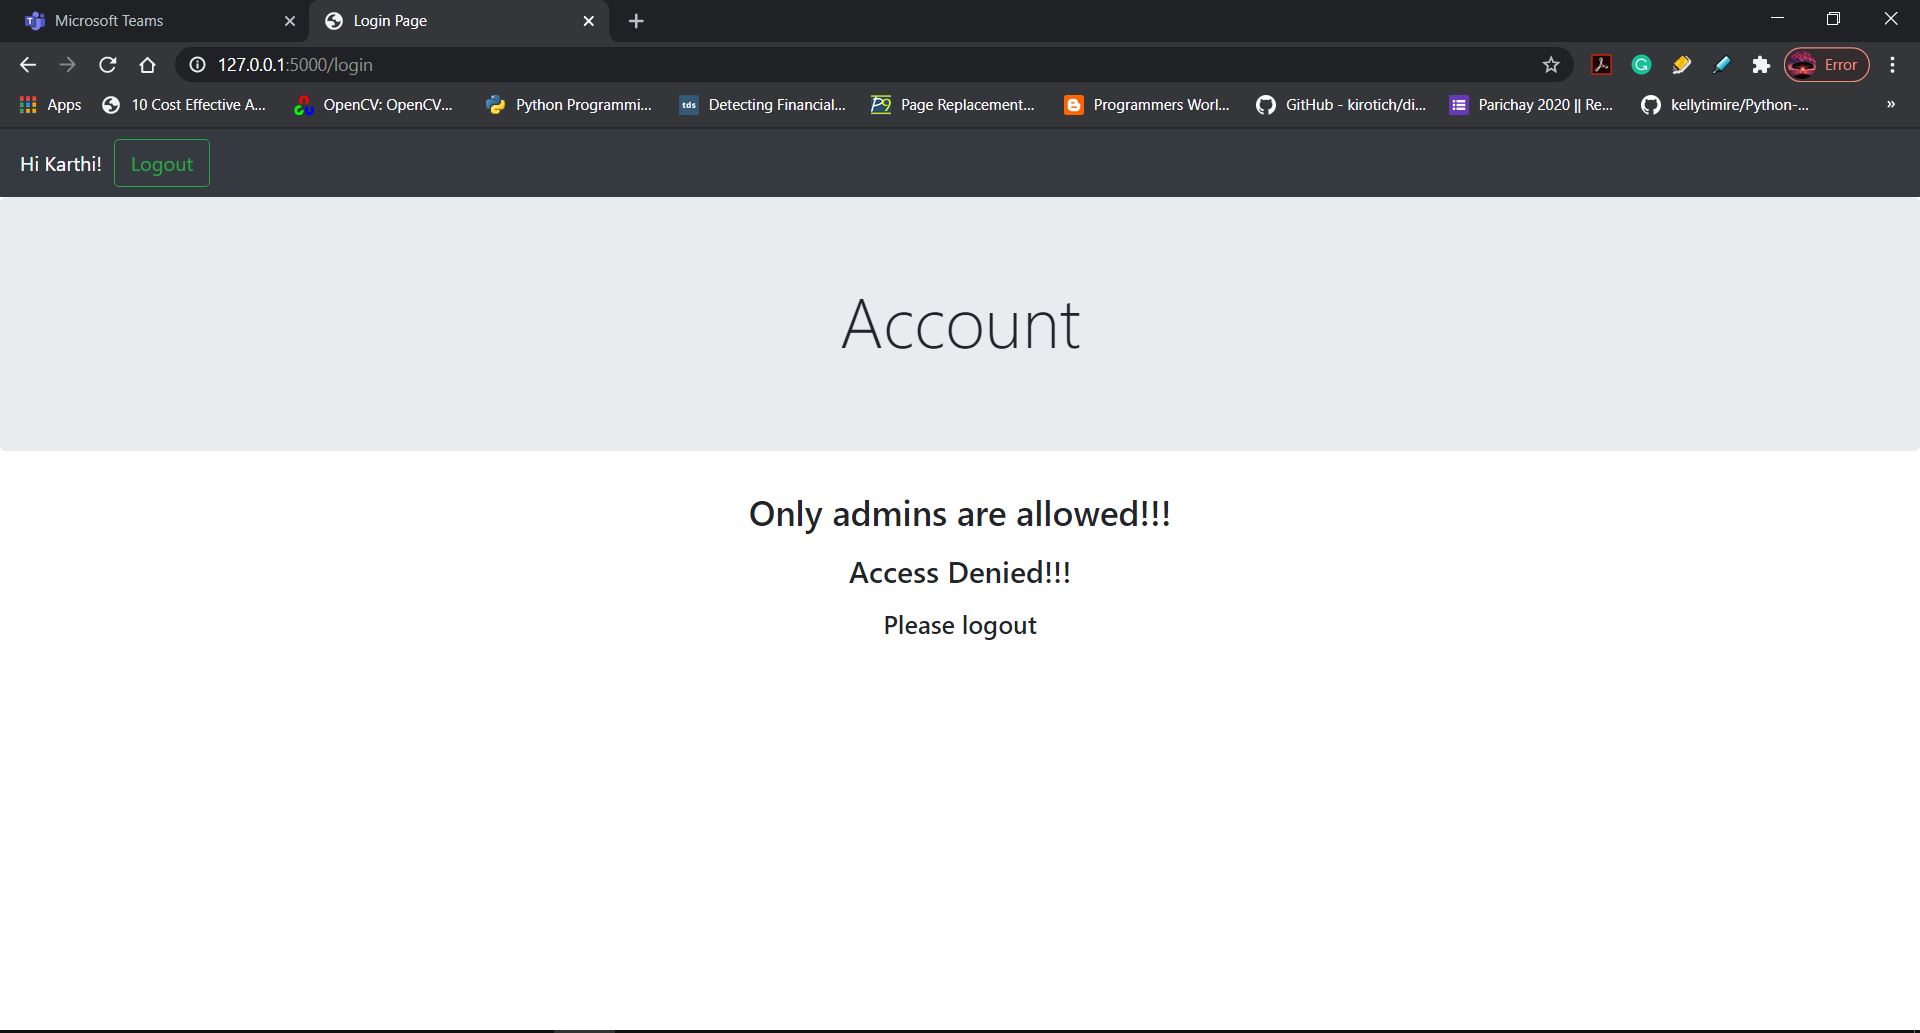 Microsoft Teams
Login Page
127.0.0.1:5000/login
Error
Apps
10 Cost Effective A...
OpenCV: OpenCV...
Python Programmi...
tds
Detecting Financial...
Page Replacement...
Programmers Worl...
GitHub - kirotich/di...
Parichay 2020 || Re...
kellytimire/Python-...
»
Hi Karthi!
Logout
Account
Only admins are allowed!!!
Access Denied!!!
Please logout